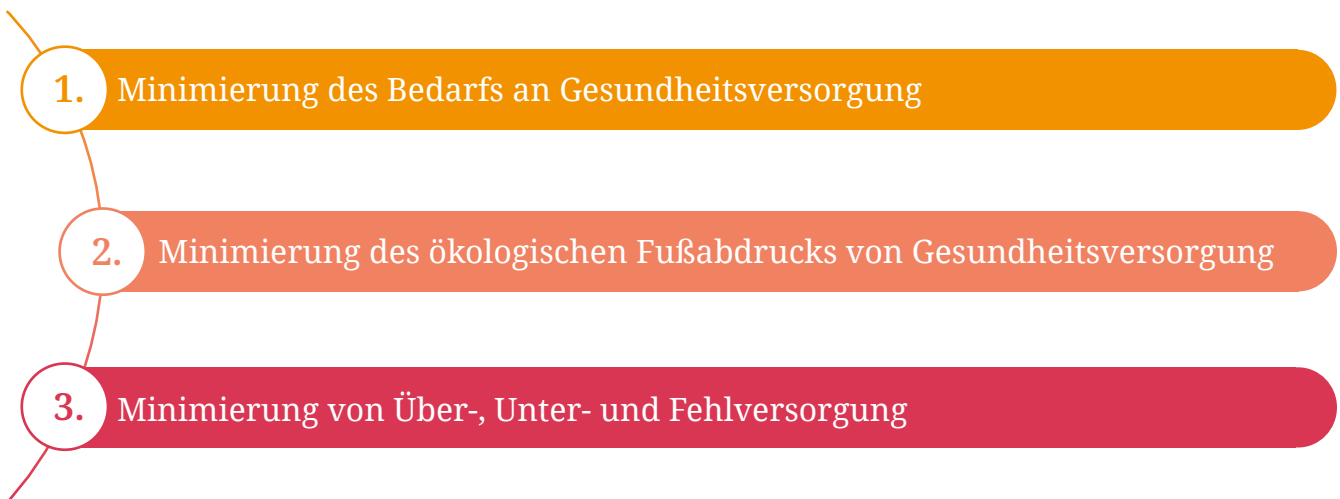 1. Minimierung des Bedarfs an Gesundheitsversorgung
2. Minimierung des ökologischen Fußabdrucks von Gesundheitsversorgung
3. Minimierung von Über-, Unter- und Fehlversorgung